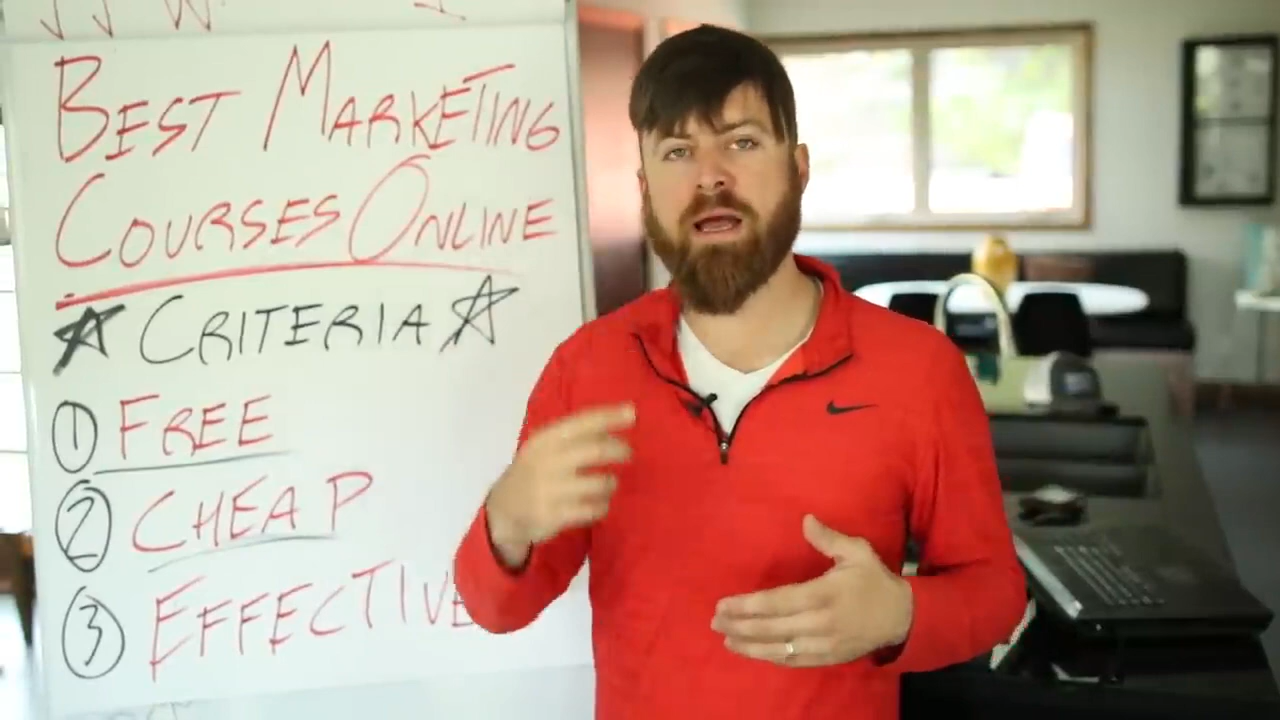 BEST MARKETING
COURSES ONLINE
☆ CRITERIA ☆
① FREE
② CHEAP
③ EFFECTIVE